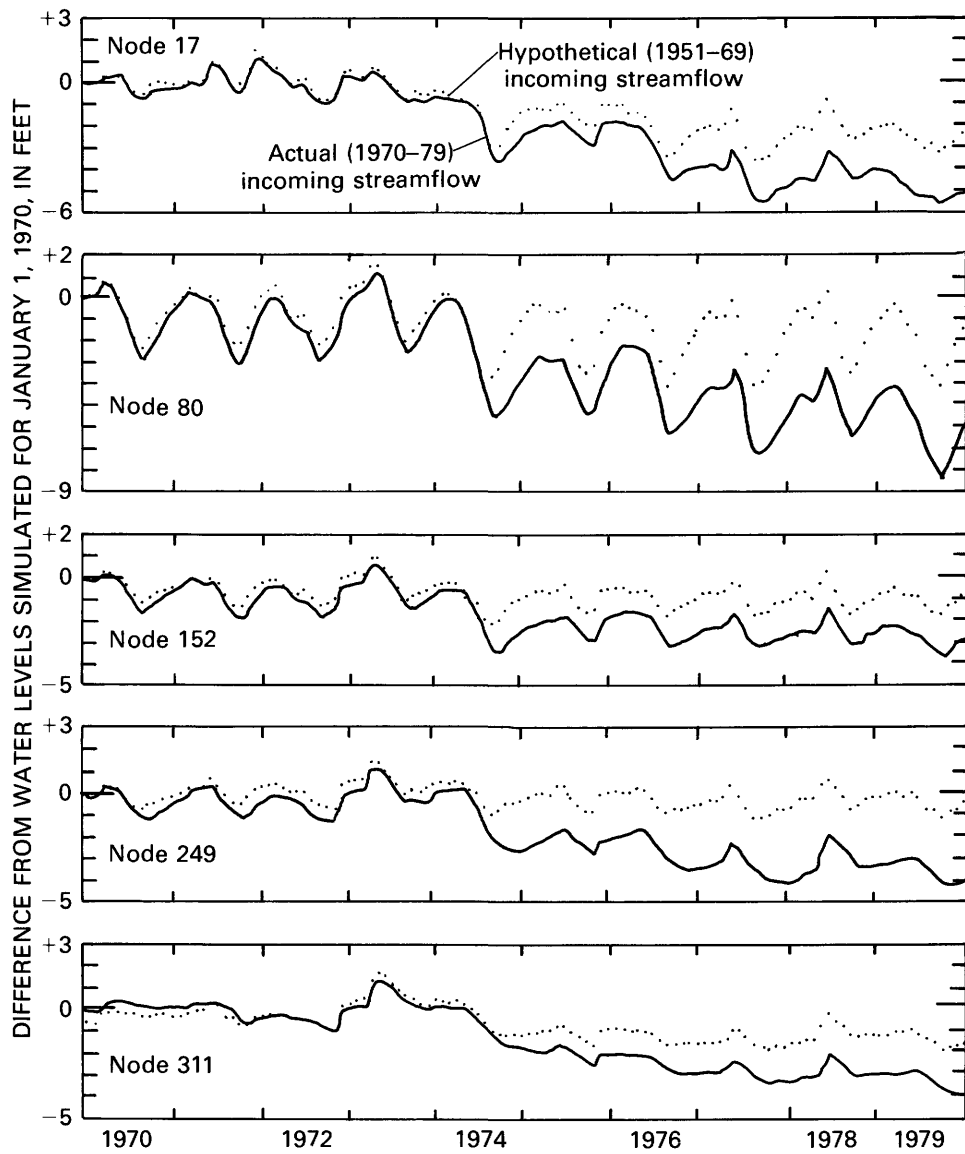 DIFFERENCE FROM WATER LEVELS SIMULATED FOR JANUARY 1, 1970, IN FEET
+3
Node 17
0
Hypothetical (1951–69)
incoming streamflow
Actual (1970–79)
incoming streamflow
−6
+2
0
Node 80
−9
+2
0
Node 152
−5
+3
0
Node 249
−5
+3
0
Node 311
−5
1970 1972 1974 1976 1978 1979